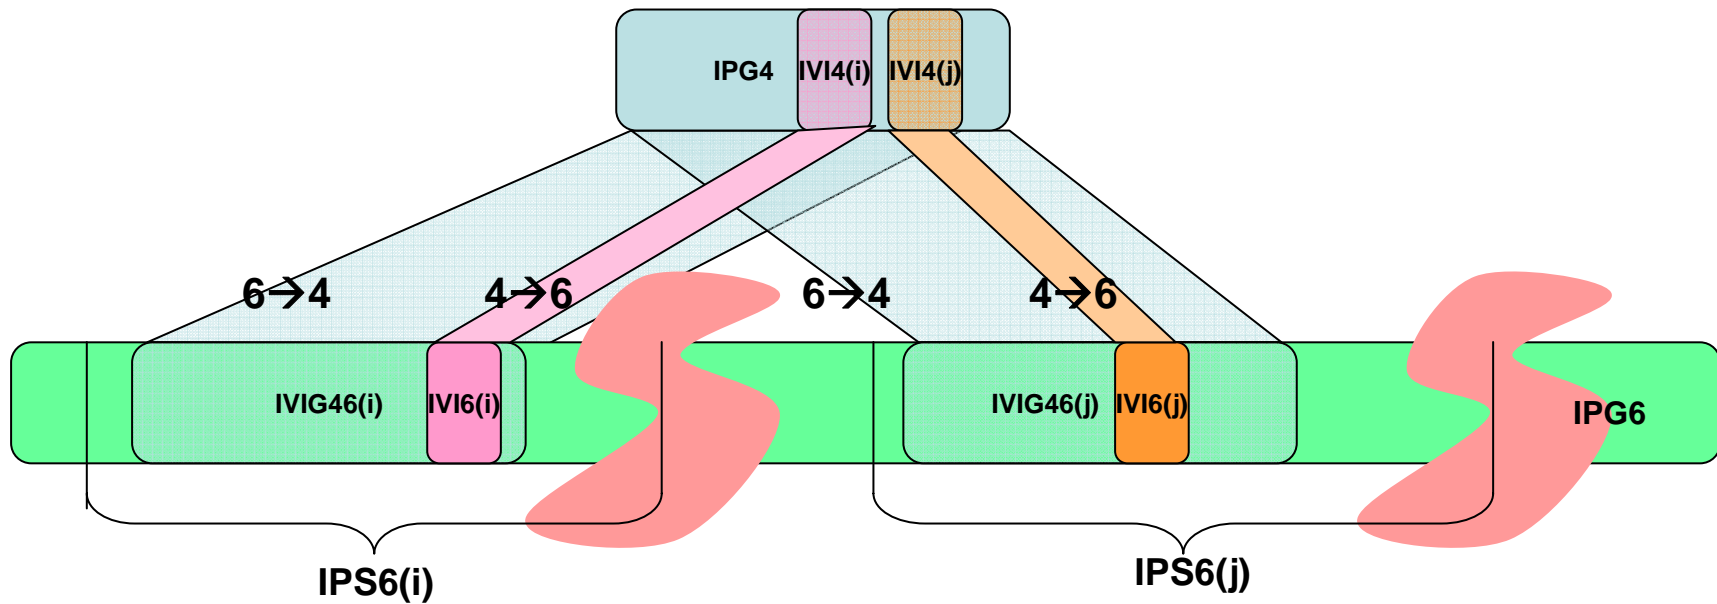 IPG4
IVI4(i)
IVI4(j)
6→4
4→6
6→4
4→6
IVIG46(i)
IVI6(i)
IVIG46(j)
IVI6(j)
IPG6
IPS6(i)
IPS6(j)